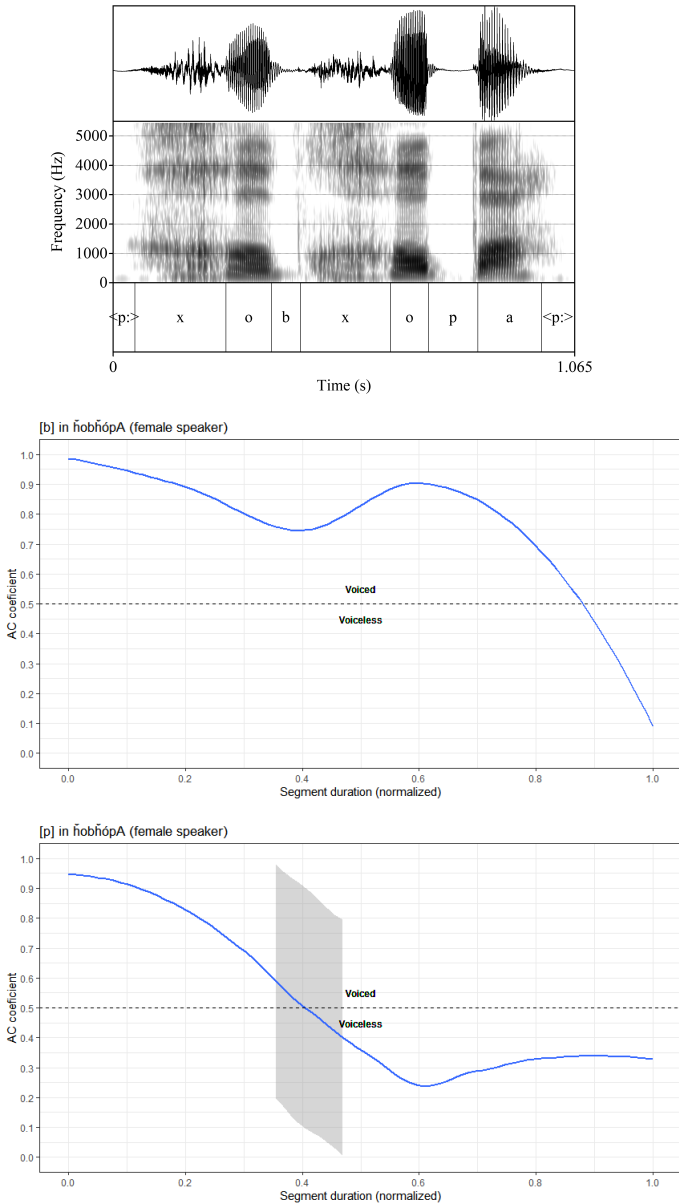 5000
4000
3000
2000
1000
0
Frequency (Hz)
<p:> x o b x o p a <p:>
0 1.065
Time (s)
[b] in ȟobȟópA (female speaker)
1.0
0.9
0.8
0.7
0.6
0.5
0.4
0.3
0.2
0.1
0.0
AC coeficient
Voiced
Voiceless
0.0 0.2 0.4 0.6 0.8 1.0
Segment duration (normalized)
[p] in ȟobȟópA (female speaker)
1.0
0.9
0.8
0.7
0.6
0.5
0.4
0.3
0.2
0.1
0.0
AC coeficient
Voiced
Voiceless
0.0 0.2 0.4 0.6 0.8 1.0
Segment duration (normalized)